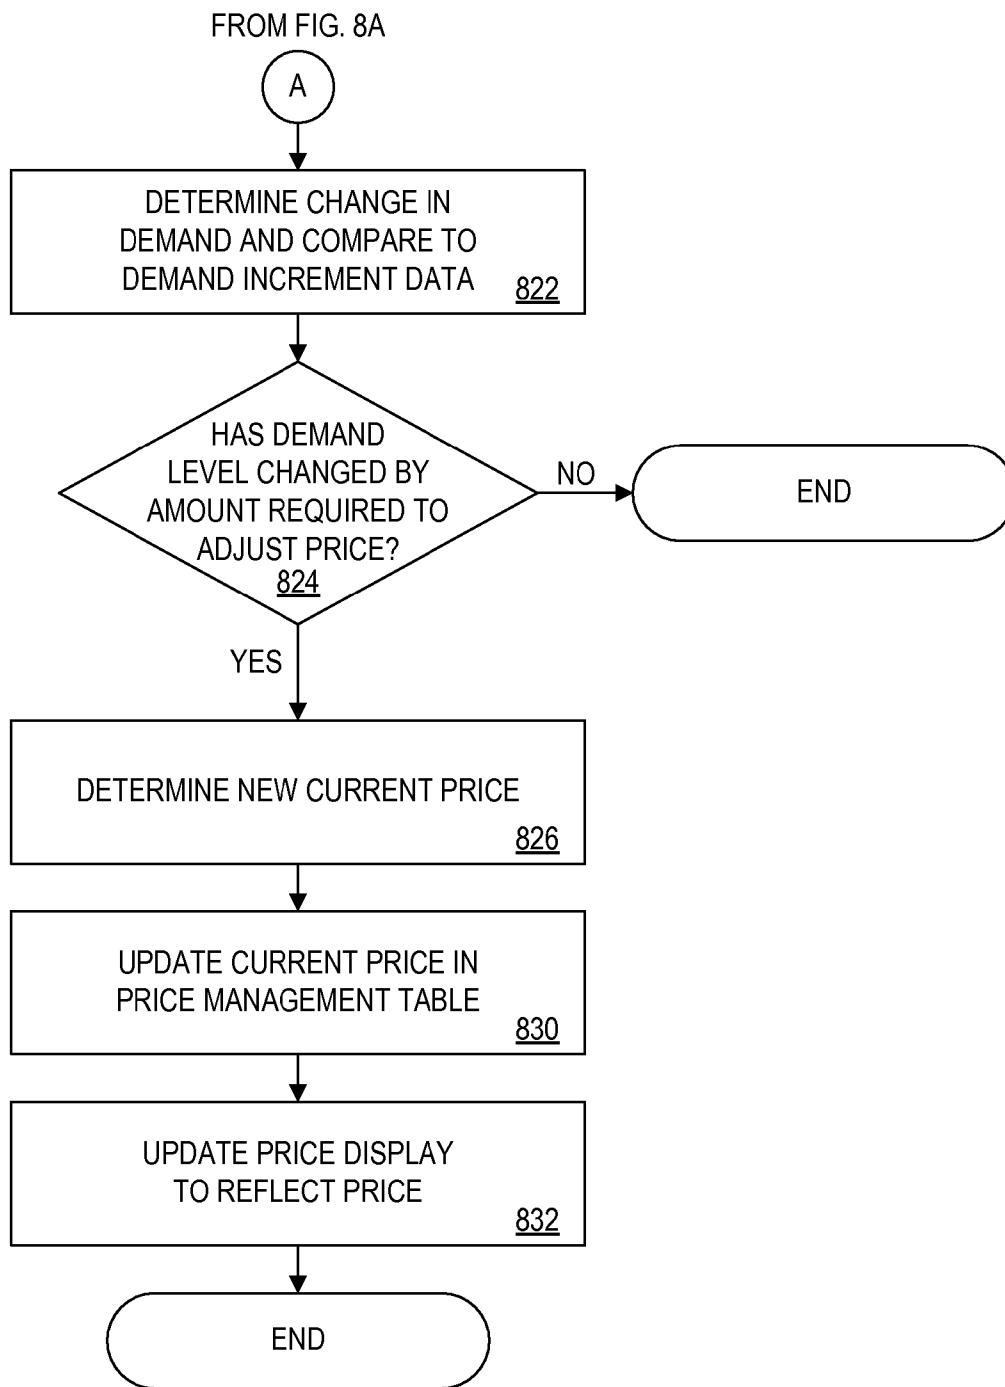 FROM FIG. 8A
A
DETERMINE CHANGE IN
DEMAND AND COMPARE TO
DEMAND INCREMENT DATA
822
HAS DEMAND
LEVEL CHANGED BY
AMOUNT REQUIRED TO
ADJUST PRICE?
824
NO
END
YES
DETERMINE NEW CURRENT PRICE
826
UPDATE CURRENT PRICE IN
PRICE MANAGEMENT TABLE
830
UPDATE PRICE DISPLAY
TO REFLECT PRICE
832
END